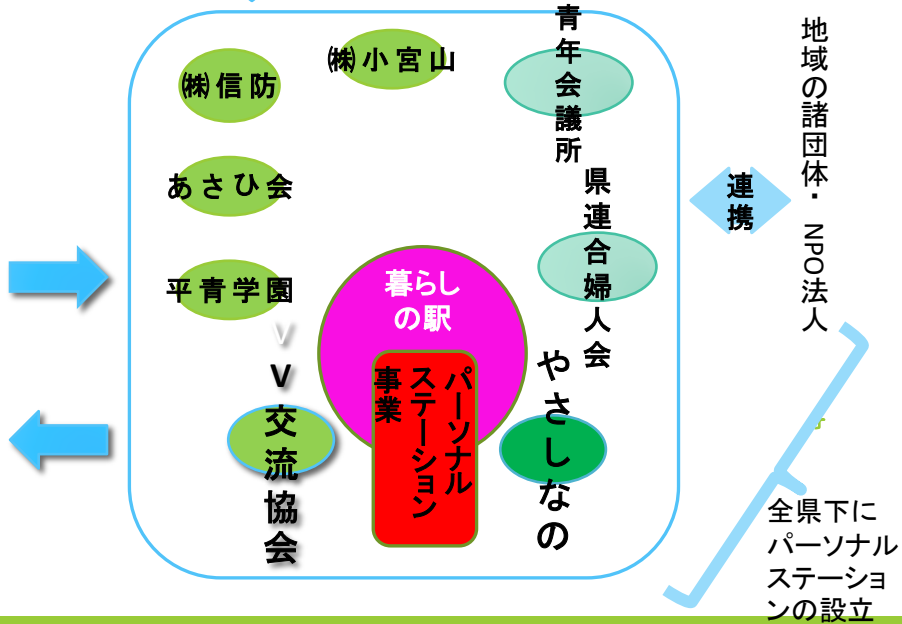 ㈱信防
㈱小宮山
青年会議所
あさひ会
県連合婦人会
平青学園
暮らし
の駅
V
V交流協会
パーソナル
ステーション
事業
やさしなの
連携
地域の諸団体・NPO法人
全県下に
パーソナル
ステーショ
ンの設立